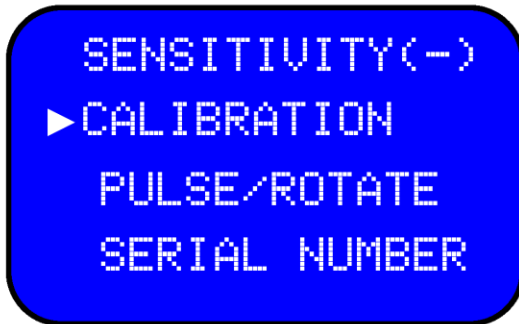 SENSITIVITY(-)
►CALIBRATION
PULSE/ROTATE
SERIAL NUMBER